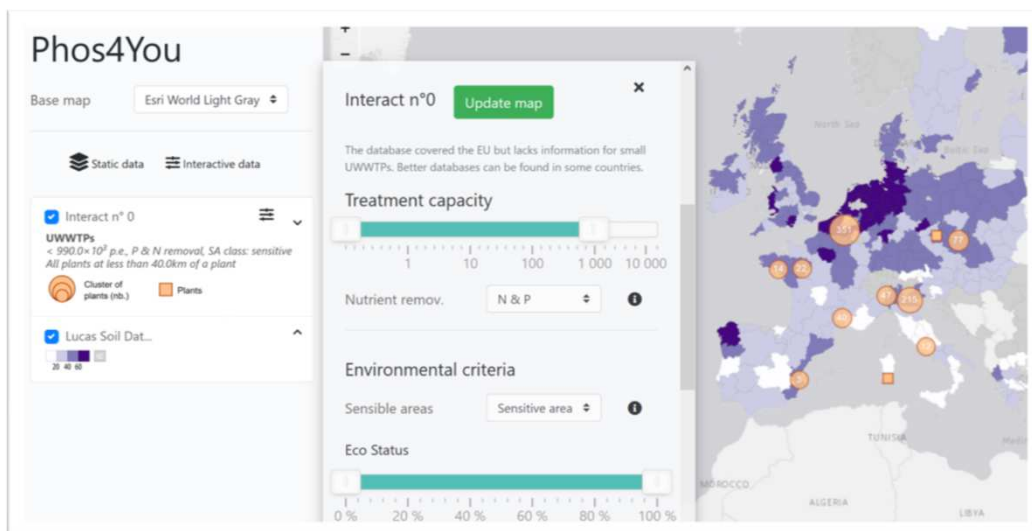 Phos4You
Base map
Esri World Light Gray
Static data
Interactive data
Interact n° 0
UWWTPs
< 990.0×10³ p.e., P & N removal, SA class: sensitive
All plants at less than 40.0km of a plant
Cluster of
plants (nb.)
Plants
Lucas Soil Dat...
20 40 60
+
−
Interact n°0
Update map
×
The database covered the EU but lacks information for small
UWWTPs. Better databases can be found in some countries.
Treatment capacity
1 10 100 1 000 10 000
Nutrient remov.
N & P
Environmental criteria
Sensible areas
Sensitive area
Eco Status
0 % 20 % 40 % 60 % 80 % 100 %
North Sea
Baltic Sea
331
77
14
22
47
215
40
TUNISIA
MOROCCO
ALGERIA
LIBYA